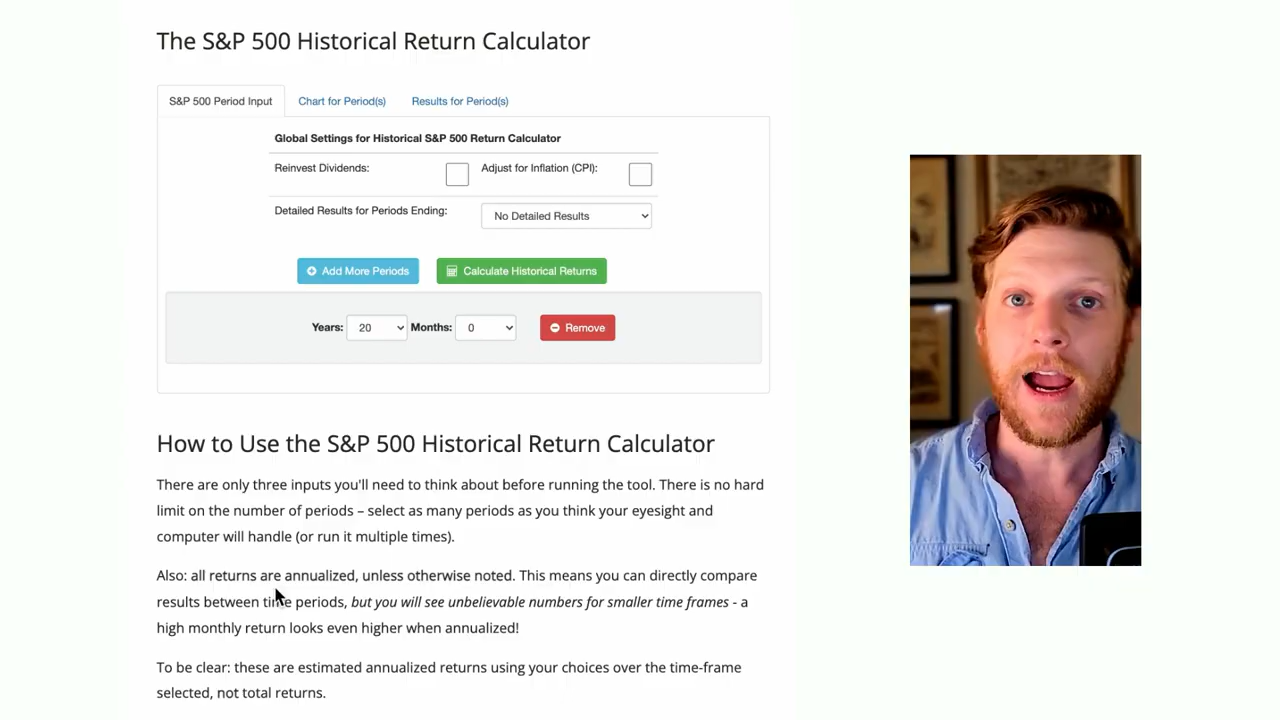 The S&P 500 Historical Return Calculator
S&P 500 Period Input
Chart for Period(s)
Results for Period(s)
Global Settings for Historical S&P 500 Return Calculator
Reinvest Dividends:
Adjust for Inflation (CPI):
Detailed Results for Periods Ending:
No Detailed Results
Add More Periods
Calculate Historical Returns
Years: 20 Months: 0 Remove
How to Use the S&P 500 Historical Return Calculator
There are only three inputs you'll need to think about before running the tool. There is no hard
limit on the number of periods – select as many periods as you think your eyesight and
computer will handle (or run it multiple times).
Also: all returns are annualized, unless otherwise noted. This means you can directly compare
results between time periods, but you will see unbelievable numbers for smaller time frames - a
high monthly return looks even higher when annualized!
To be clear: these are estimated annualized returns using your choices over the time-frame
selected, not total returns.